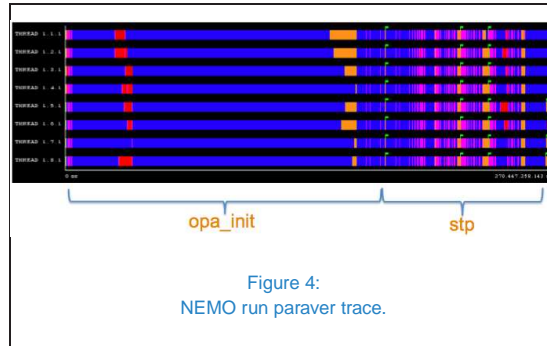 THREAD 1.1.1
THREAD 1.2.1
THREAD 1.3.1
THREAD 1.4.1
THREAD 1.5.1
THREAD 1.6.1
THREAD 1.7.1
THREAD 1.8.1
opa_init
stp
Figure 4:
NEMO run paraver trace.